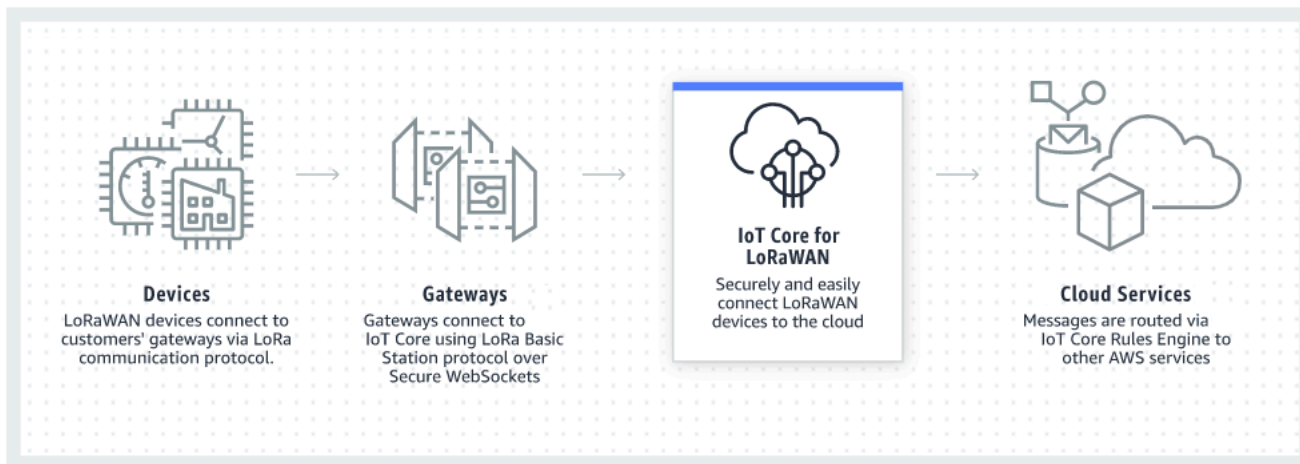 Devices
LoRaWAN devices connect to
customers' gateways via LoRa
communication protocol.
Gateways
Gateways connect to
IoT Core using LoRa Basic
Station protocol over
Secure WebSockets
IoT Core for
LoRaWAN
Securely and easily
connect LoRaWAN
devices to the cloud
Cloud Services
Messages are routed via
IoT Core Rules Engine to
other AWS services